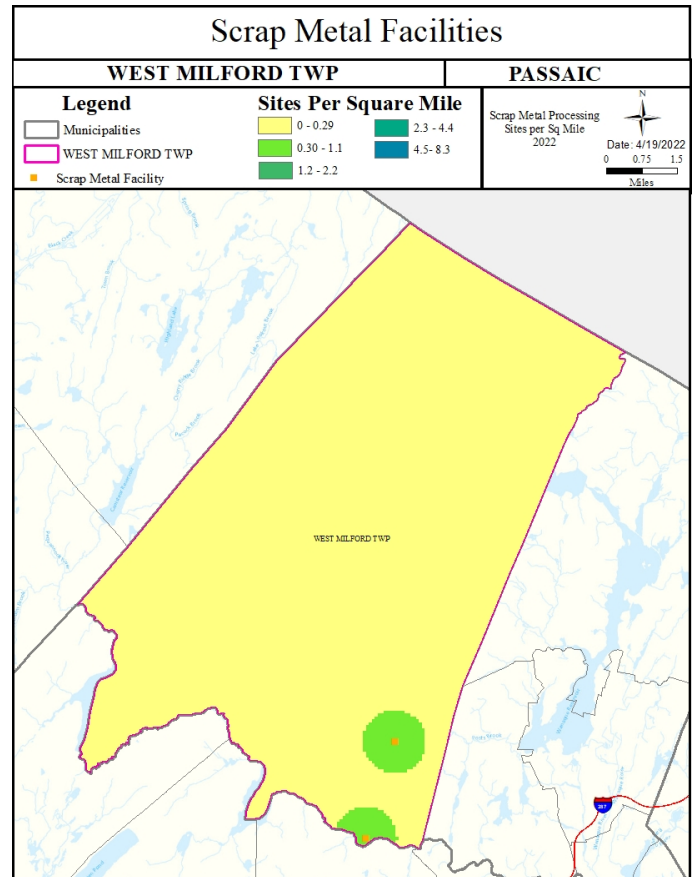 Scrap Metal Facilities
WEST MILFORD TWP
PASSAIC
Legend
Municipalities
WEST MILFORD TWP
Scrap Metal Facility
Sites Per Square Mile
0 - 0.29
0.30 - 1.1
1.2 - 2.2
2.3 - 4.4
4.5- 8.3
Scrap Metal Processing
Sites per Sq Mile
2022
N
Date: 4/19/2022
0 0.75 1.5
Miles
WEST MILFORD TWP
287